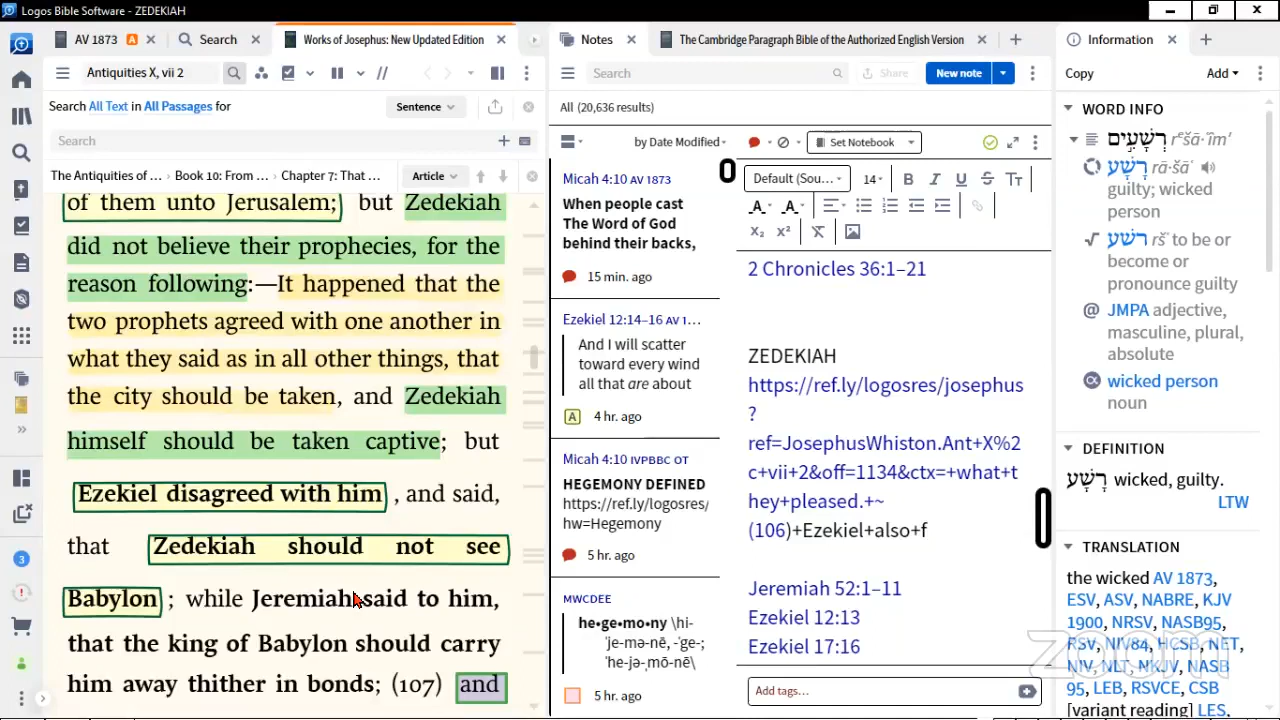 Logos Bible Software - ZEDEKIAH
AV 1873 A
Search
Works of Josephus: New Updated Edition
Antiquities X, vii 2
Search All Text in All Passages for
Sentence
Search
The Antiquities of ... > Book 10: From ... > Chapter 7: That ...
Article
of them unto Jerusalem; but Zedekiah
did not believe their prophecies, for the
reason following:—It happened that the
two prophets agreed with one another in
what they said as in all other things, that
the city should be taken, and Zedekiah
himself should be taken captive; but
Ezekiel disagreed with him , and said,
that Zedekiah should not see
Babylon ; while Jeremiah said to him,
that the king of Babylon should carry
him away thither in bonds; (107) and
3
Notes
The Cambridge Paragraph Bible of the Authorized English Version
Search
Share
New note
All (20,636 results)
by Date Modified
Micah 4:10 AV 1873
When people cast
The Word of God
behind their backs,
15 min. ago
Ezekiel 12:14–16 AV 1...
And I will scatter
toward every wind
all that are about
A 4 hr. ago
Micah 4:10 IVPBBC OT
HEGEMONY DEFINED
https://ref.ly/logosres/
hw=Hegemony
5 hr. ago
MWCDEE
he•ge•mo•ny \hi-
ˈje-mə-nē, -ˈge-;
ˈhe-jə-ˌmō-nē\
5 hr. ago
Set Notebook
Default (Sou...
14
B I U S TT
A A
X₂ X²
2 Chronicles 36:1–21
ZEDEKIAH
https://ref.ly/logosres/josephus
?
ref=JosephusWhiston.Ant+X%2
c+vii+2&off=1134&ctx=+what+t
hey+pleased.+~
(106)+Ezekiel+also+f
Jeremiah 52:1–11
Ezekiel 12:13
Ezekiel 17:16
Add tags...
Information
Copy
Add
WORD INFO
רְשָׁעִ֑ים rᵉšā·ʿîmʹ
רָשָׁע rā·šāʿ
guilty; wicked
person
רשׁע ršʿ to be or
become or
pronounce guilty
@ JMPA adjective,
masculine, plural,
absolute
wicked person
noun
DEFINITION
רָשָׁע wicked, guilty.
LTW
TRANSLATION
the wicked AV 1873,
ESV, ASV, NABRE, KJV
1900, NRSV, NASB95,
RSV, NIV84, HCSB, NET,
NIV, NLT, NKJV, NASB
95, LEB, RSVCE, CSB
[variant reading] LES,
zoom